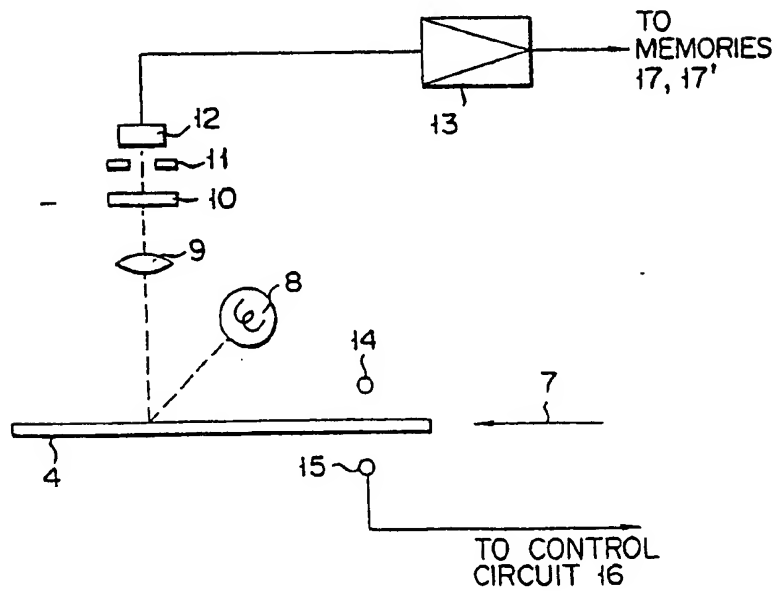 TO
MEMORIES
17, 17'
13
12
11
10
9
8
14
7
4
15
TO CONTROL
CIRCUIT 16